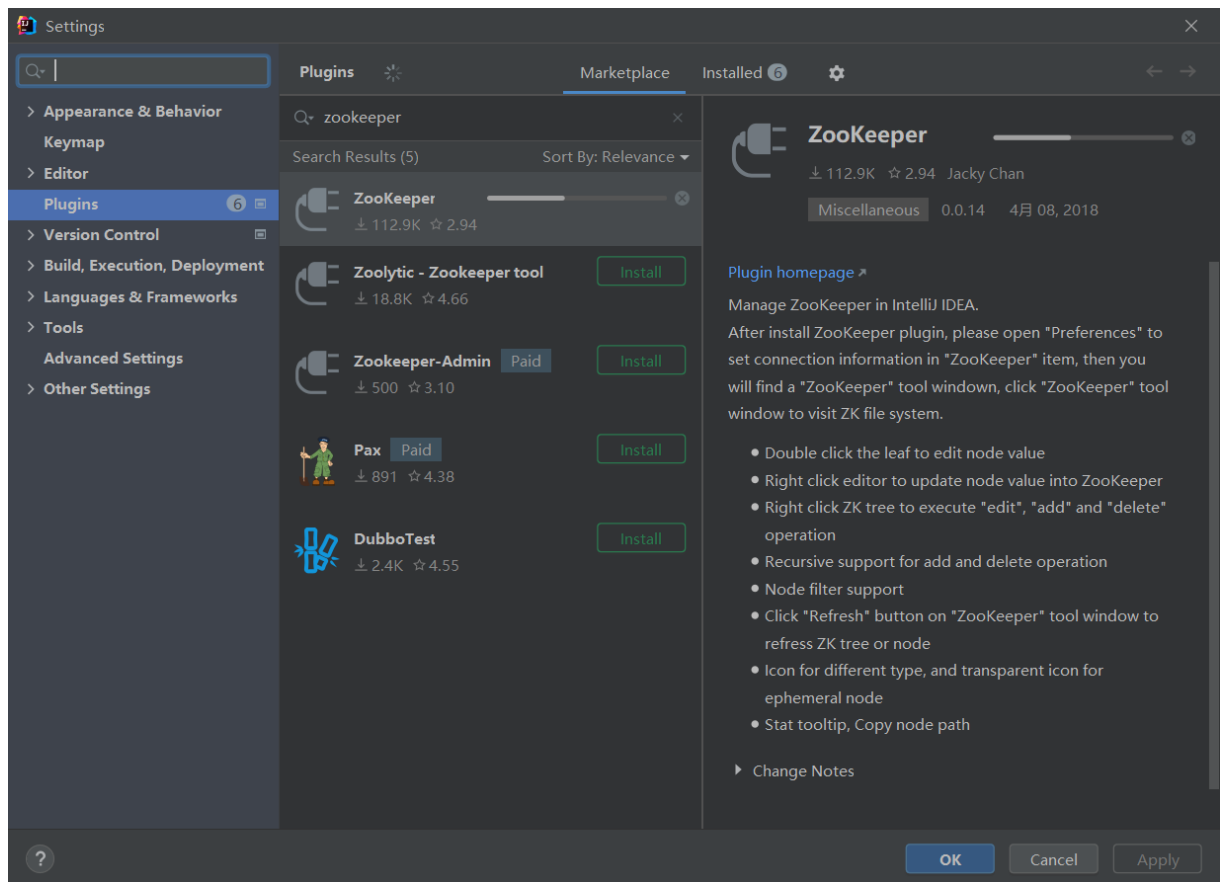 Settings
Plugins
Marketplace
Installed 6
Appearance & Behavior
Keymap
Editor
Plugins 6
Version Control
Build, Execution, Deployment
Languages & Frameworks
Tools
Advanced Settings
Other Settings
zookeeper
Search Results (5)
Sort By: Relevance
ZooKeeper
112.9K 2.94
Zoolytic - Zookeeper tool
Install
18.8K 4.66
Zookeeper-Admin Paid
Install
500 3.10
Pax Paid
Install
891 4.38
DubboTest
Install
2.4K 4.55
ZooKeeper
112.9K 2.94 Jacky Chan
Miscellaneous 0.0.14 4月 08, 2018
Plugin homepage
Manage ZooKeeper in IntelliJ IDEA.
After install ZooKeeper plugin, please open "Preferences" to
set connection information in "ZooKeeper" item, then you
will find a "ZooKeeper" tool windown, click "ZooKeeper" tool
window to visit ZK file system.
Double click the leaf to edit node value
Right click editor to update node value into ZooKeeper
Right click ZK tree to execute "edit", "add" and "delete"
operation
Recursive support for add and delete operation
Node filter support
Click "Refresh" button on "ZooKeeper" tool window to
refress ZK tree or node
Icon for different type, and transparent icon for
ephemeral node
Stat tooltip, Copy node path
Change Notes
?
OK
Cancel
Apply